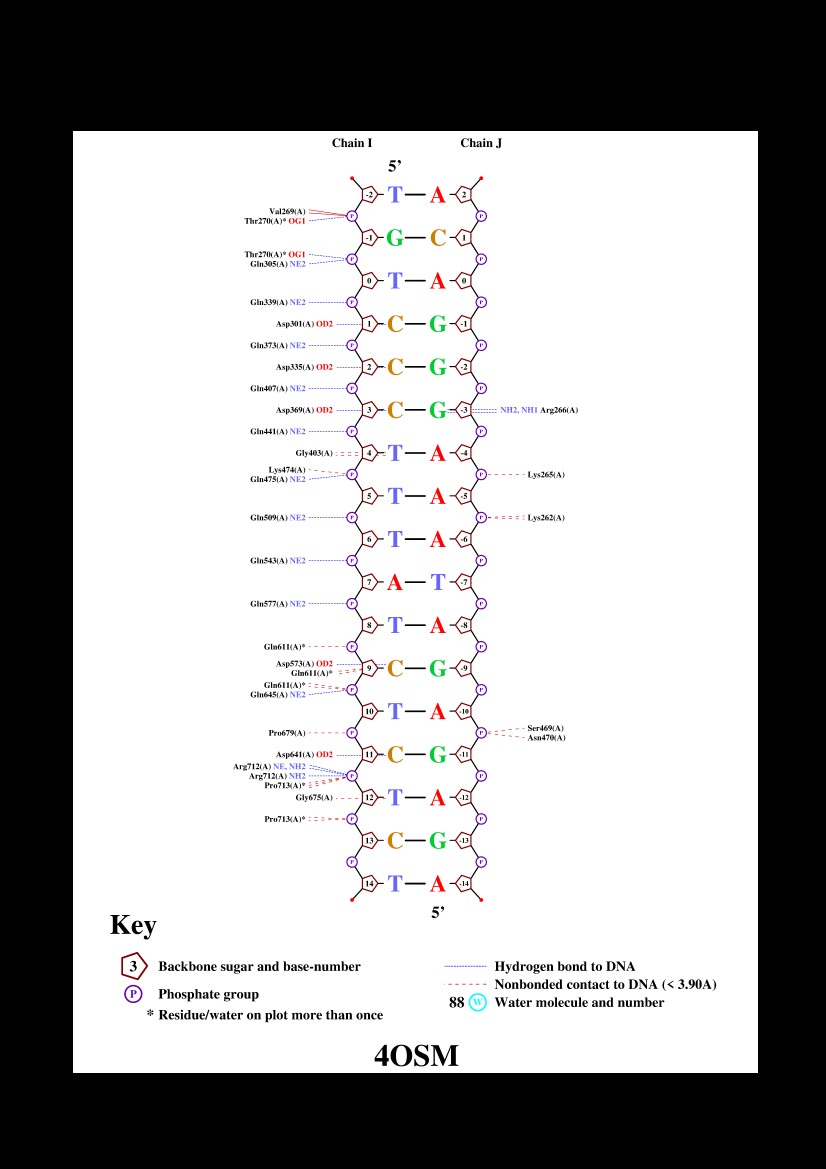 Chain I Chain J
5’
-2 T A 2
Val269(A)
P P
Thr270(A)* OG1
-1 G C 1
Thr270(A)* OG1
P P
Gln305(A) NE2
0 T A 0
Gln339(A) NE2 P P
Asp301(A) OD2 1 C G -1
Gln373(A) NE2 P P
Asp335(A) OD2 2 C G -2
Gln407(A) NE2 P P
Asp369(A) OD2 3 C G -3 NH2, NH1 Arg266(A)
Gln441(A) NE2 P P
Gly403(A) 4 T A -4
Lys474(A)
P P Lys265(A)
Gln475(A) NE2
5 T A -5
Gln509(A) NE2 P P Lys262(A)
6 T A -6
Gln543(A) NE2 P P
7 A T -7
Gln577(A) NE2 P P
8 T A -8
Gln611(A)* P P
Asp573(A) OD2
9 C G -9
Gln611(A)*
Gln611(A)*
P P
Gln645(A) NE2
10 T A -10
Ser469(A)
Pro679(A) P P
Asn470(A)
Asp641(A) OD2 11 C G -11
Arg712(A) NE, NH2
Arg712(A) NH2 P P
Pro713(A)*
Gly675(A) 12 T A -12
Pro713(A)* P P
13 C G -13
P P
14 T A -14
5’
Key
3 Backbone sugar and base-number
Hydrogen bond to DNA
Nonbonded contact to DNA (< 3.90A)
P Phosphate group
88 W Water molecule and number
* Residue/water on plot more than once
4OSM